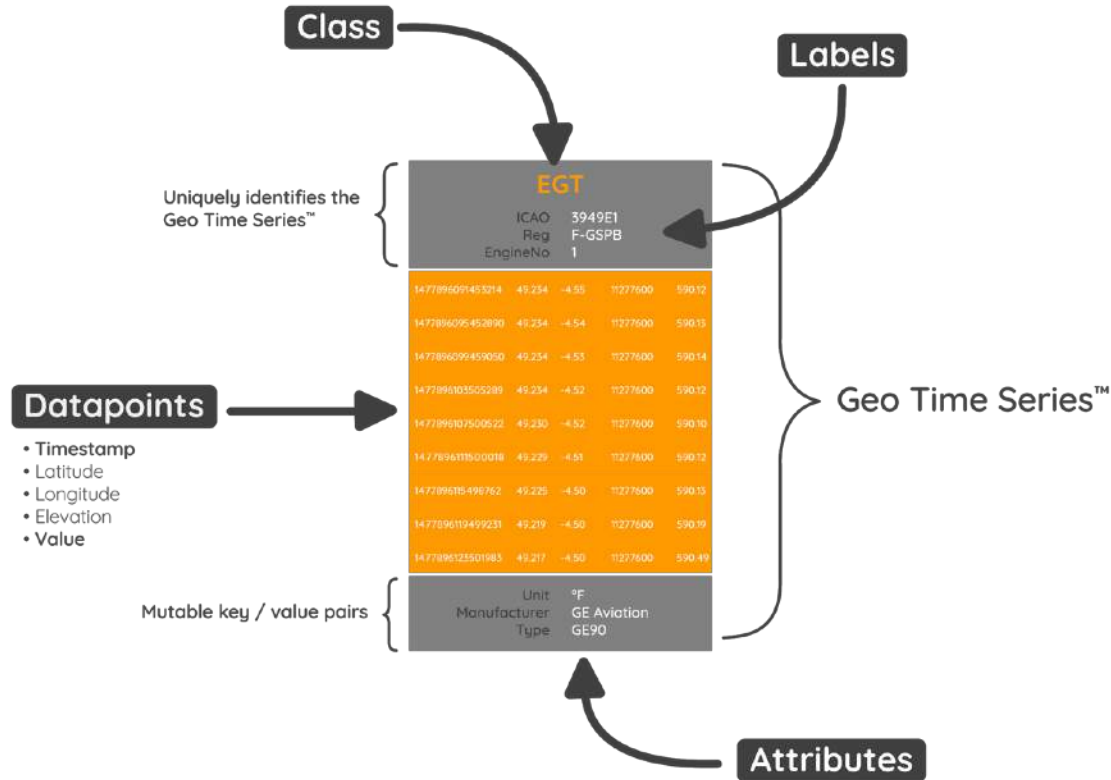 Class
Labels
Uniquely identifies the
Geo Time Series™
EGT
ICAO 3949E1
Reg F-GSPB
EngineNo 1
1477896091453214 49.234 -4.55 11277600 590.12
1477896095452890 49.234 -4.54 11277600 590.13
1477896099459050 49.234 -4.53 11277600 590.14
1477896103505289 49.234 -4.52 11277600 590.12
1477896107500522 49.230 -4.52 11277600 590.10
1477896111500018 49.229 -4.51 11277600 590.12
1477896115498762 49.225 -4.50 11277600 590.13
1477896119499231 49.219 -4.50 11277600 590.19
1477896123501983 49.217 -4.50 11277600 590.49
Datapoints
• Timestamp
• Latitude
• Longitude
• Elevation
• Value
Geo Time Series™
Mutable key / value pairs
Unit °F
Manufacturer GE Aviation
Type GE90
Attributes